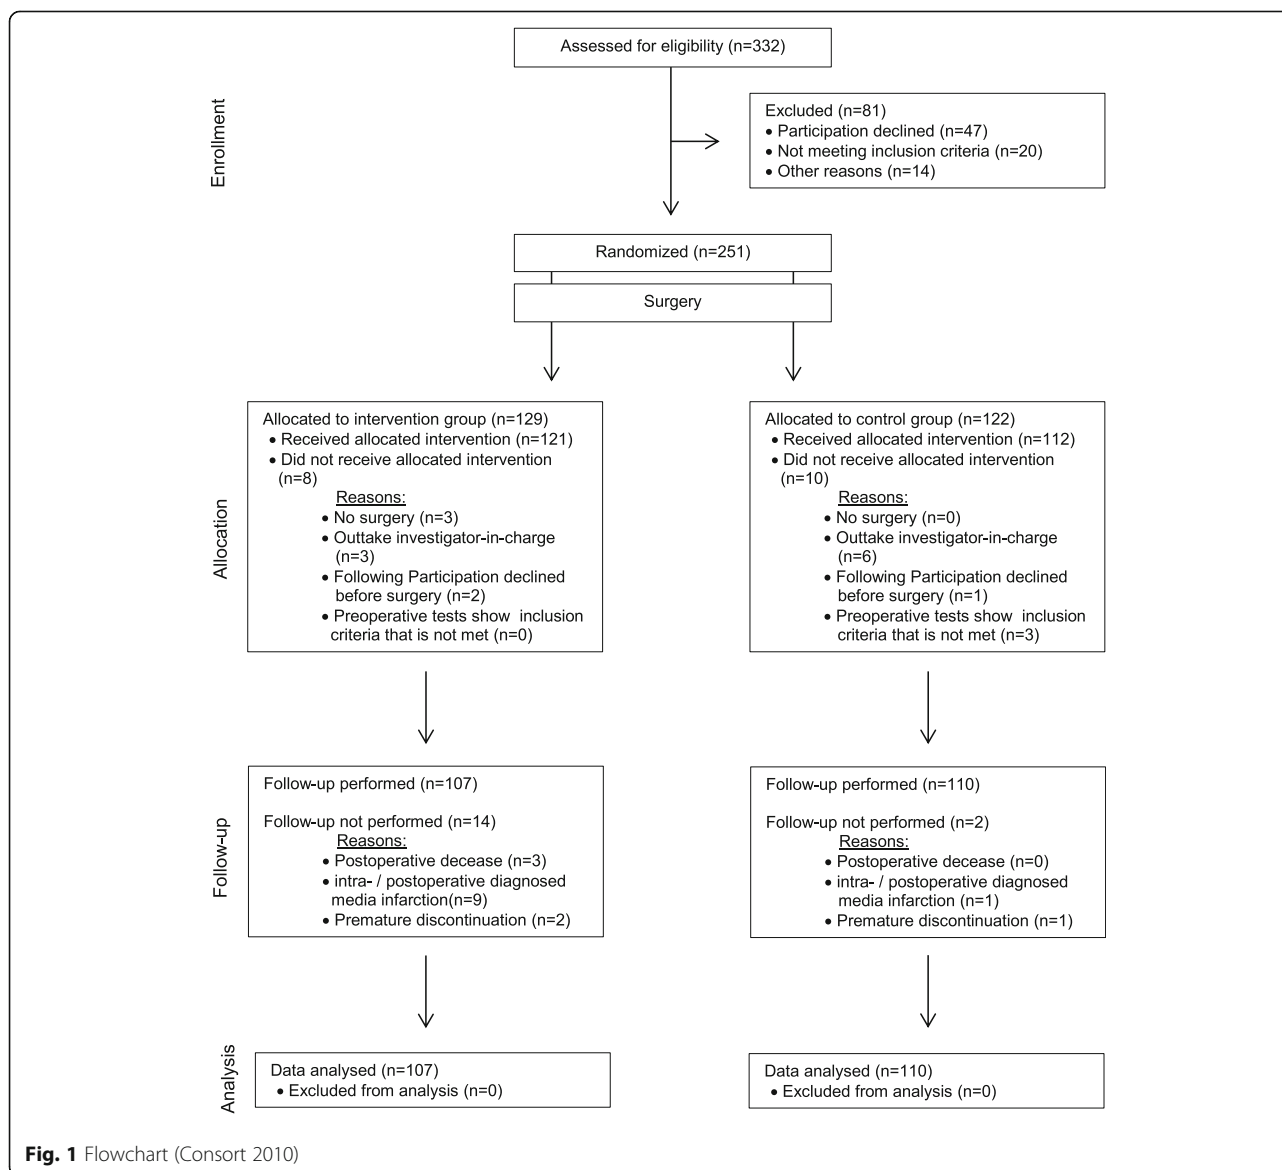 Assessed for eligibility (n=332)
Enrollment
Excluded (n=81)
• Participation declined (n=47)
• Not meeting inclusion criteria (n=20)
• Other reasons (n=14)
Randomized (n=251)
Surgery
Allocation
Allocated to intervention group (n=129)
• Received allocated intervention (n=121)
• Did not receive allocated intervention
(n=8)
Reasons:
• No surgery (n=3)
• Outtake investigator-in-charge
(n=3)
• Following Participation declined
before surgery (n=2)
• Preoperative tests show inclusion
criteria that is not met (n=0)
Allocated to control group (n=122)
• Received allocated intervention (n=112)
• Did not receive allocated intervention
(n=10)
Reasons:
• No surgery (n=0)
• Outtake investigator-in-charge
(n=6)
• Following Participation declined
before surgery (n=1)
• Preoperative tests show inclusion
criteria that is not met (n=3)
Follow-up
Follow-up performed (n=107)
Follow-up not performed (n=14)
Reasons:
• Postoperative decease (n=3)
• intra- / postoperative diagnosed
media infarction(n=9)
• Premature discontinuation (n=2)
Follow-up performed (n=110)
Follow-up not performed (n=2)
Reasons:
• Postoperative decease (n=0)
• intra- / postoperative diagnosed
media infarction (n=1)
• Premature discontinuation (n=1)
Analysis
Data analysed (n=107)
• Excluded from analysis (n=0)
Data analysed (n=110)
• Excluded from analysis (n=0)
Fig. 1 Flowchart (Consort 2010)